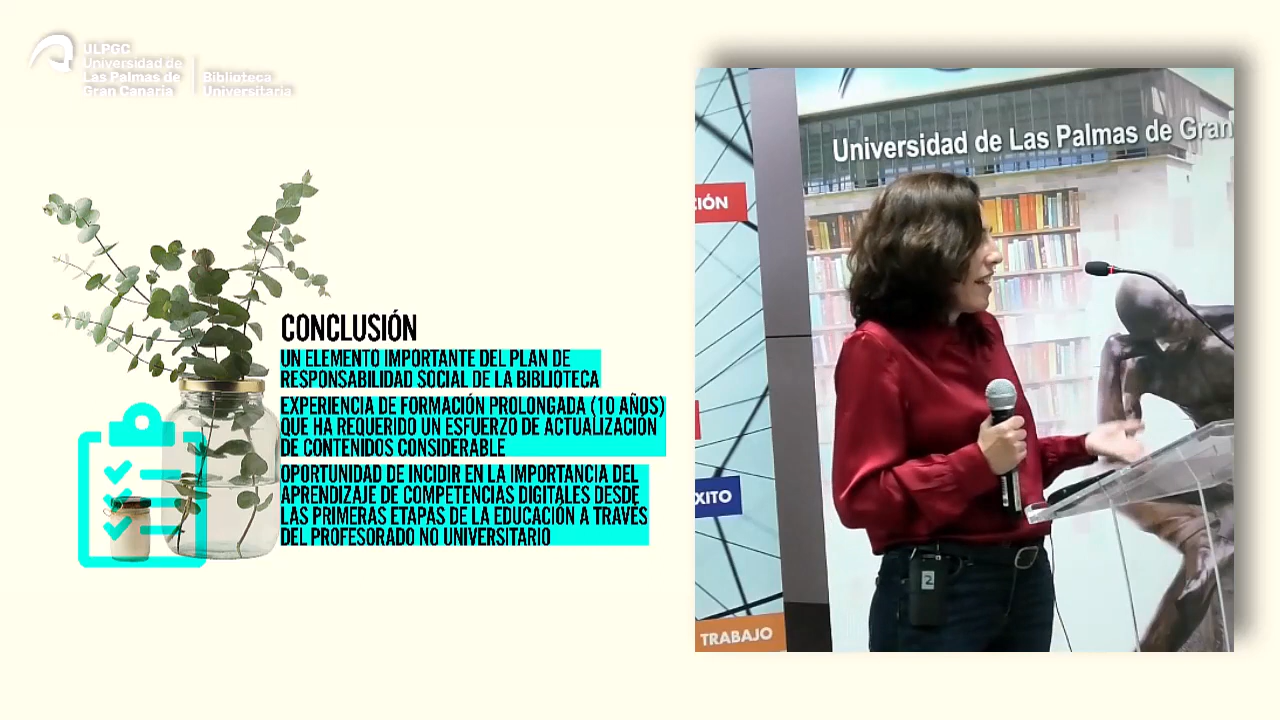 ULPGC
Universidad de
Las Palmas de
Gran Canaria
Biblioteca
Universitaria
CONCLUSIÓN
UN ELEMENTO IMPORTANTE DEL PLAN DE
RESPONSABILIDAD SOCIAL DE LA BIBLIOTECA
EXPERIENCIA DE FORMACIÓN PROLONGADA (10 AÑOS)
QUE HA REQUERIDO UN ESFUERZO DE ACTUALIZACIÓN
DE CONTENIDOS CONSIDERABLE
OPORTUNIDAD DE INCIDIR EN LA IMPORTANCIA DEL
APRENDIZAJE DE COMPETENCIAS DIGITALES DESDE
LAS PRIMERAS ETAPAS DE LA EDUCACIÓN A TRAVÉS
DEL PROFESORADO NO UNIVERSITARIO
Universidad de Las Palmas de Gran
CIÓN
ÉXITO
TRABAJO
2